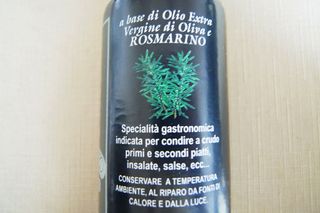 a base di Olio Extra
Vergine di Oliva e
ROSMARINO
Specialità gastronomica
indicata per condire a crudo
primi e secondi piatti,
insalate, salse, ecc...
CONSERVARE A TEMPERATURA
AMBIENTE, AL RIPARO DA FONTI DI
CALORE E DALLA LUCE.